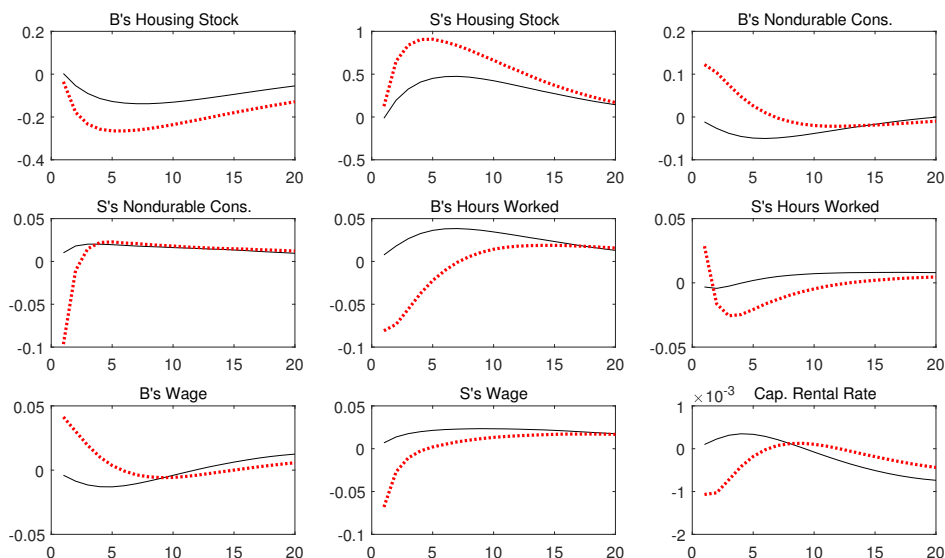 B's Housing Stock
0.2
0
-0.2
-0.4
0 5 10 15 20
S's Housing Stock
1
0.5
0
-0.5
0 5 10 15 20
B's Nondurable Cons.
0.2
0.1
0
-0.1
0 5 10 15 20
S's Nondurable Cons.
0.05
0
-0.05
-0.1
0 5 10 15 20
B's Hours Worked
0.05
0
-0.05
-0.1
0 5 10 15 20
S's Hours Worked
0.05
0
-0.05
0 5 10 15 20
B's Wage
0.05
0
-0.05
0 5 10 15 20
S's Wage
0.05
0
-0.05
-0.1
0 5 10 15 20
Cap. Rental Rate
×10⁻³
1
0
-1
-2
0 5 10 15 20